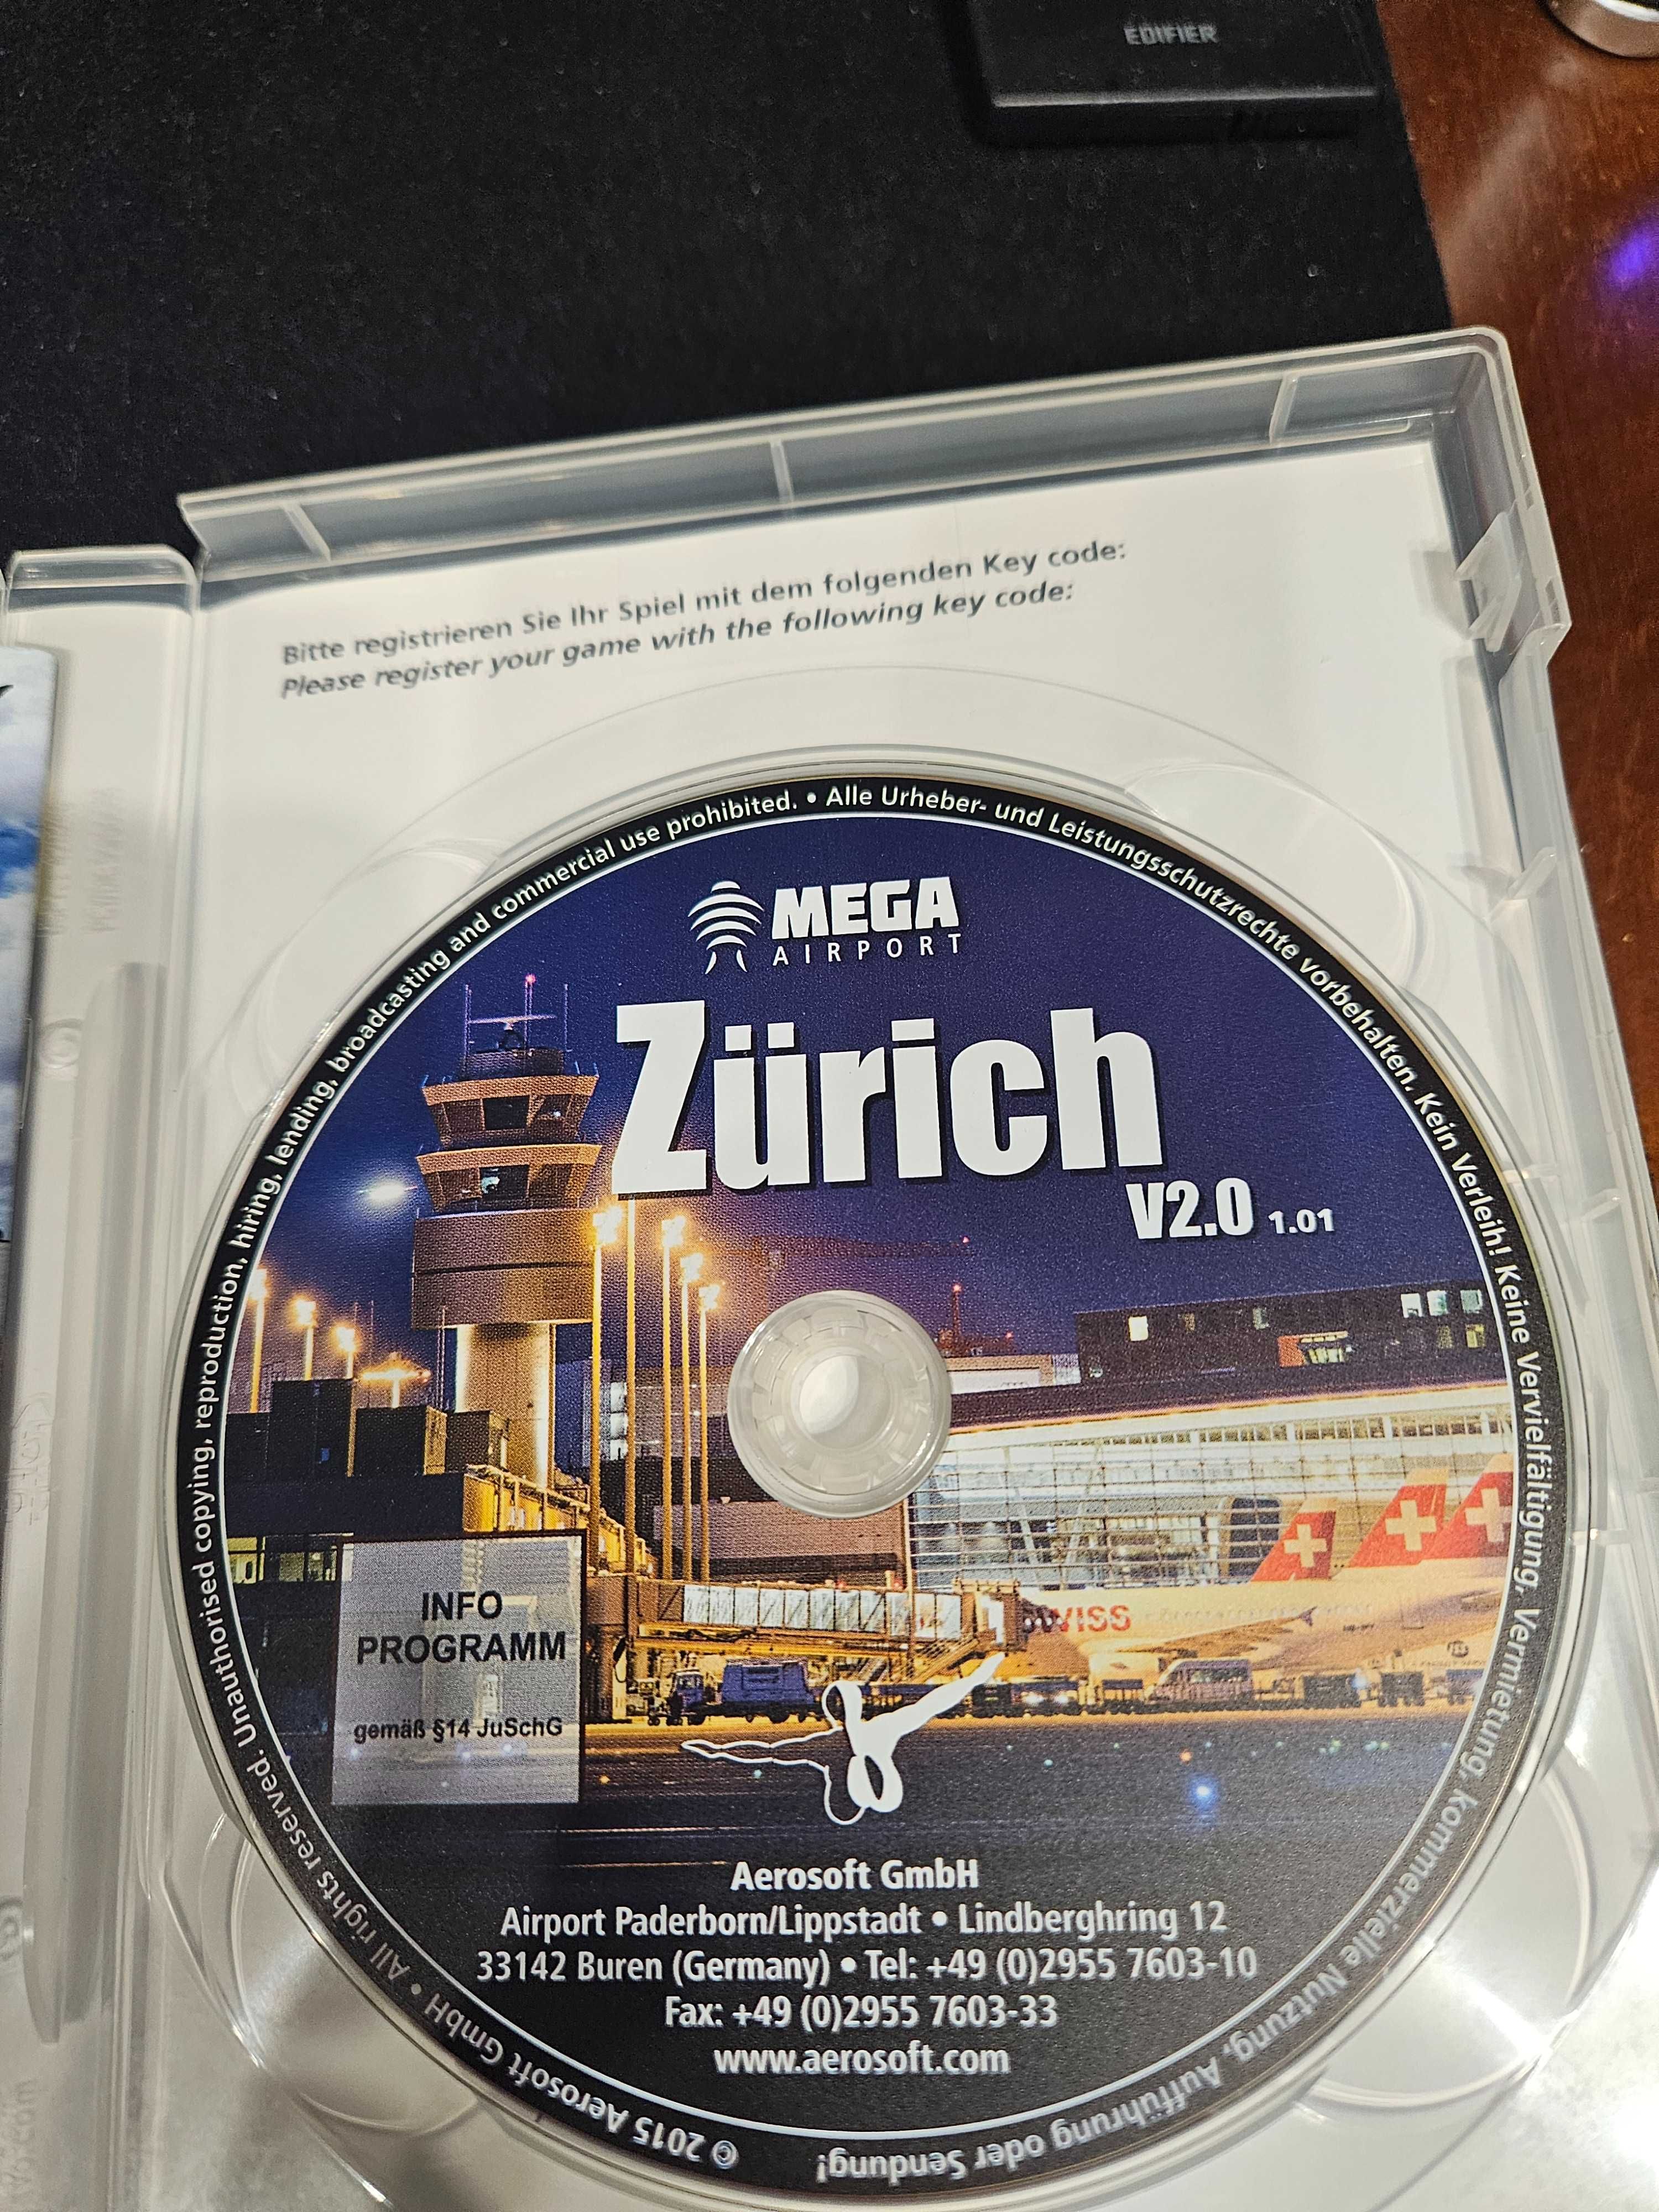 EDIFIER
Bitte registrieren Sie Ihr Spiel mit dem folgenden Key code:
Please register your game with the following key code:
MEGA
AIRPORT
Zürich
V2.0 1.01
SWISS
INFO
PROGRAMM
gemäß §14 JuSchG
Aerosoft GmbH
Airport Paderborn/Lippstadt • Lindberghring 12
33142 Buren (Germany) • Tel: +49 (0)2955 7603-10
Fax: +49 (0)2955 7603-33
www.aerosoft.com
© 2015 Aerosoft GmbH • All rights reserved. Unauthorised copying, reproduction, hiring, lending, broadcasting and commercial use prohibited. • Alle Urheber- und Leistungsschutzrechte vorbehalten. Kein Verleih! Keine Vervielfältigung, Vermietung, kommerzielle Nutzung, Aufführung oder Sendung!